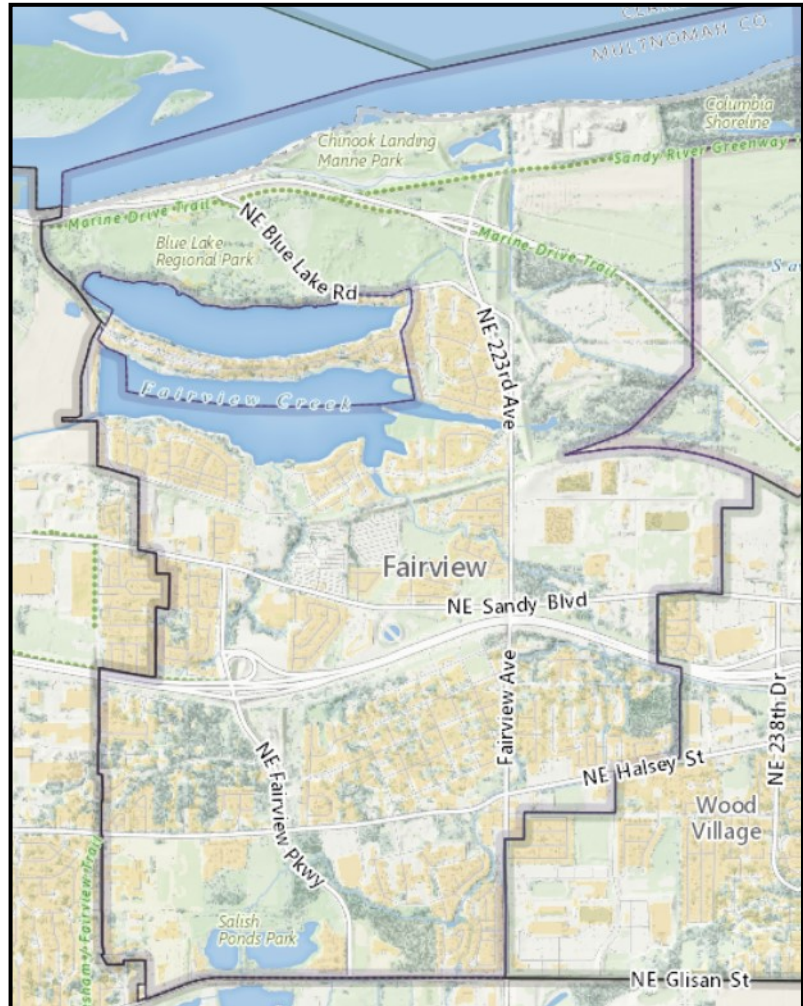 MULTNOMAH CO.
Columbia
Shoreline
Chinook Landing
Marine Park
Sandy River Greenway
Marine Drive Trail
NE Blue Lake Rd
Blue Lake
Regional Park
Marine Drive Trail
NE 223rd Ave
Fairview Creek
Fairview
NE Sandy Blvd
Fairview Ave
NE 238th Dr
NE Fairview Pkwy
NE Halsey St
Wood
Village
Fairview Trail
Salish
Ponds Park
NE Glisan St